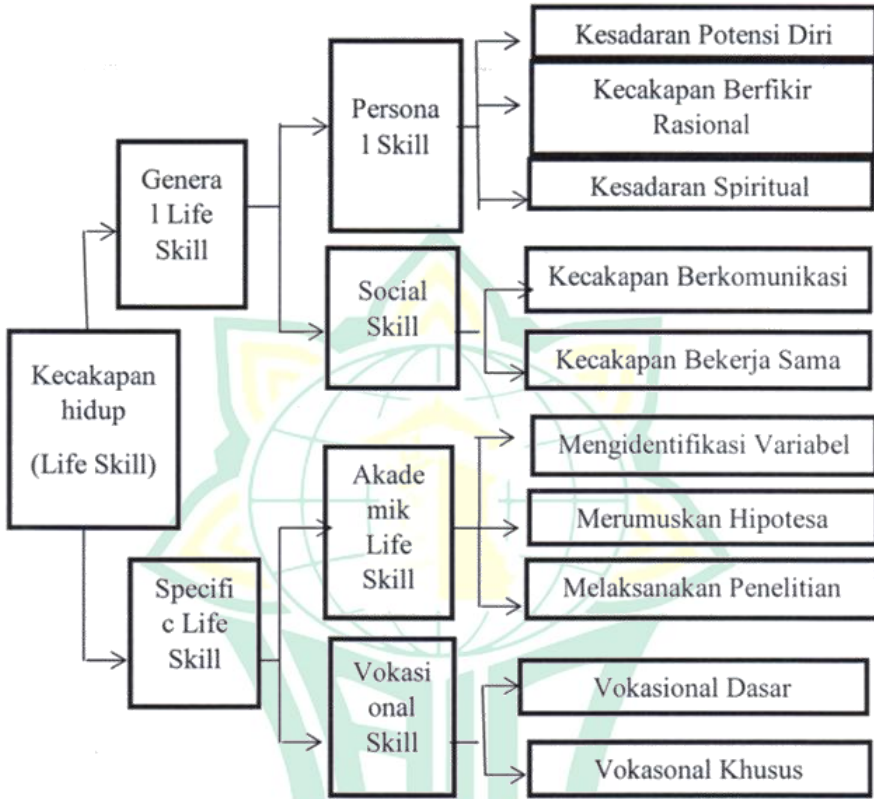 Kecakapan
hidup
(Life Skill)
Genera
l Life
Skill
Persona
l Skill
Kesadaran Potensi Diri
Kecakapan Berfikir
Rasional
Kesadaran Spiritual
Social
Skill
Kecakapan Berkomunikasi
Kecakapan Bekerja Sama
Specifi
c Life
Skill
Akade
mik
Life
Skill
Mengidentifikasi Variabel
Merumuskan Hipotesa
Melaksanakan Penelitian
Vokasi
onal
Skill
Vokasional Dasar
Vokasonal Khusus